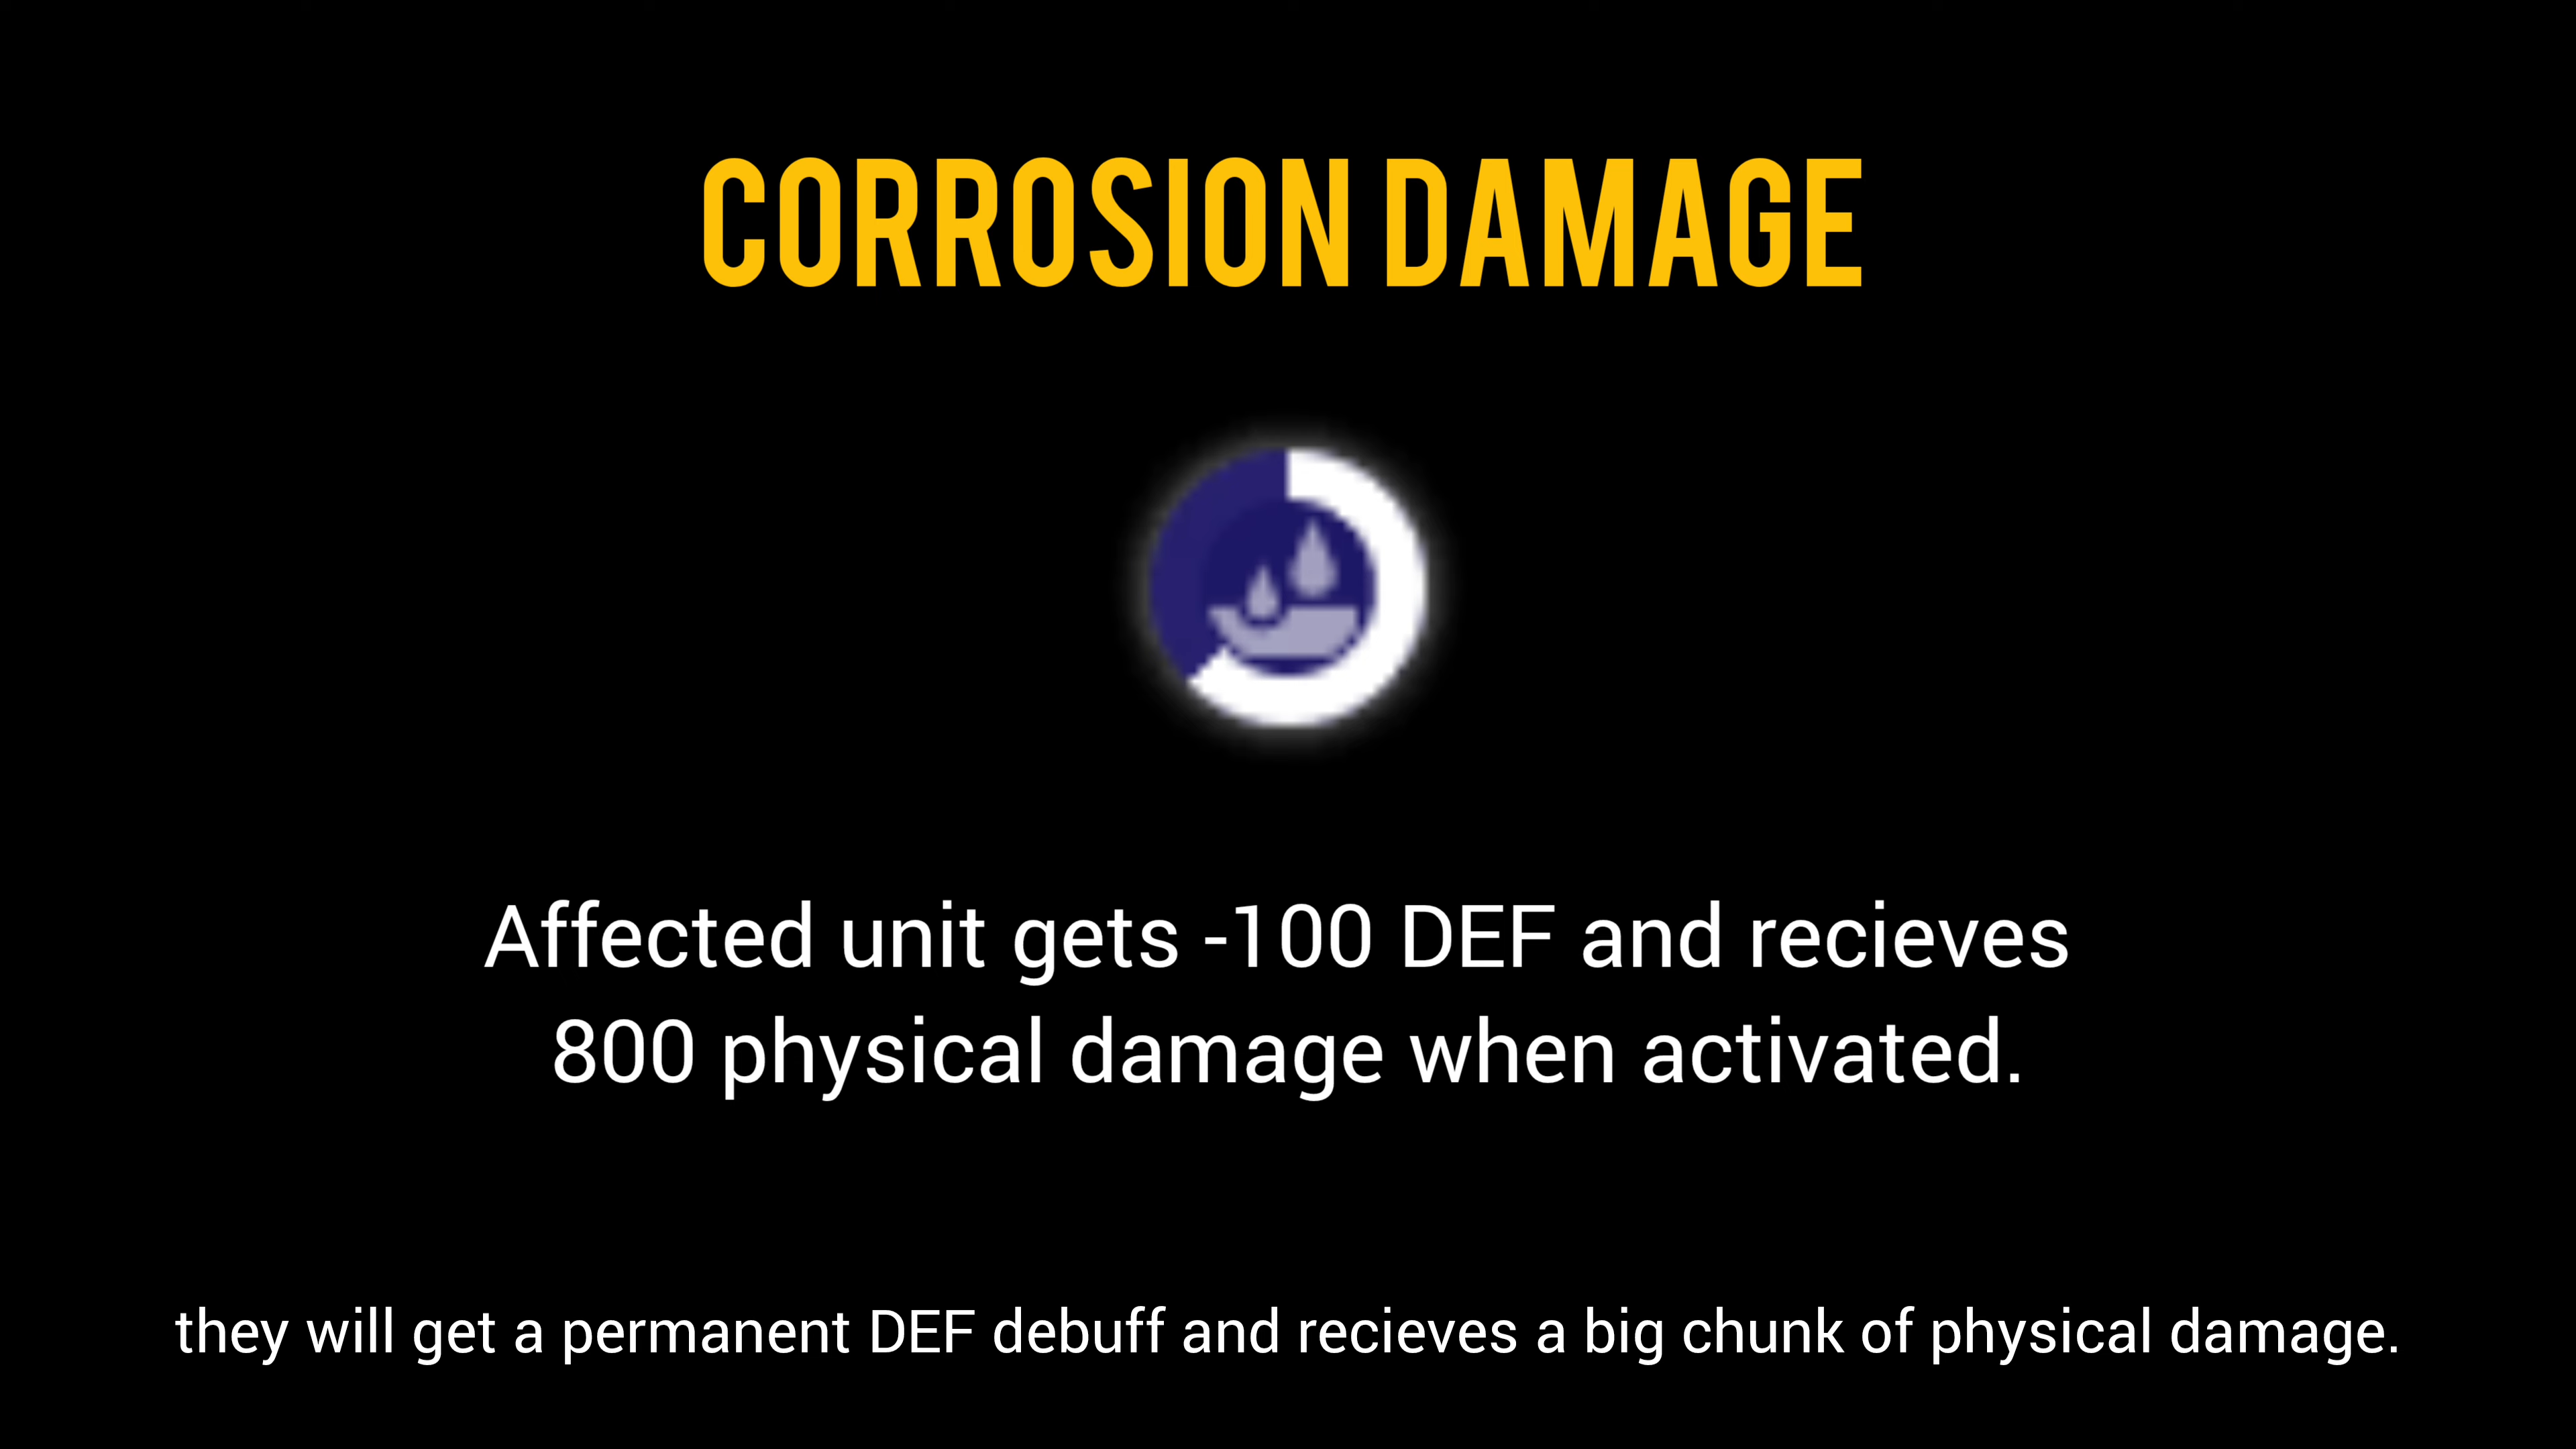 CORROSION DAMAGE
Affected unit gets -100 DEF and recieves
800 physical damage when activated.
they will get a permanent DEF debuff and recieves a big chunk of physical damage.